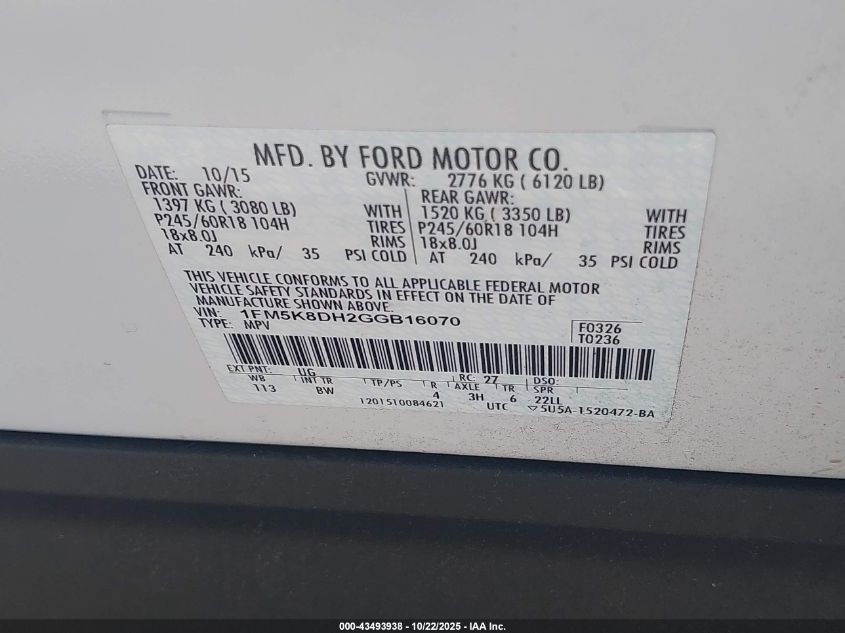 MFD. BY FORD MOTOR CO.
DATE: 10/15 GVWR: 2776 KG ( 6120 LB)
FRONT GAWR: REAR GAWR:
1397 KG ( 3080 LB) WITH 1520 KG ( 3350 LB) WITH
P245/60R18 104H TIRES P245/60R18 104H TIRES
18x8.0J RIMS 18x8.0J RIMS
AT 240 kPa/ 35 PSI COLD AT 240 kPa/ 35 PSI COLD
THIS VEHICLE CONFORMS TO ALL APPLICABLE FEDERAL MOTOR
VEHICLE SAFETY STANDARDS IN EFFECT ON THE DATE OF
MANUFACTURE SHOWN ABOVE.
VIN: 1FM5K8DH2GGB16070 F0326
TYPE: MPV T0236
EXT PNT: UG RC: 27 DSO:
WB INT TR TP/PS R AXLE TR SPR
113 BW 4 3H 6 22LL
1201510084621 UTC ▽5U5A-1520472-BA
000-43493938 - 10/22/2025 - IAA Inc.